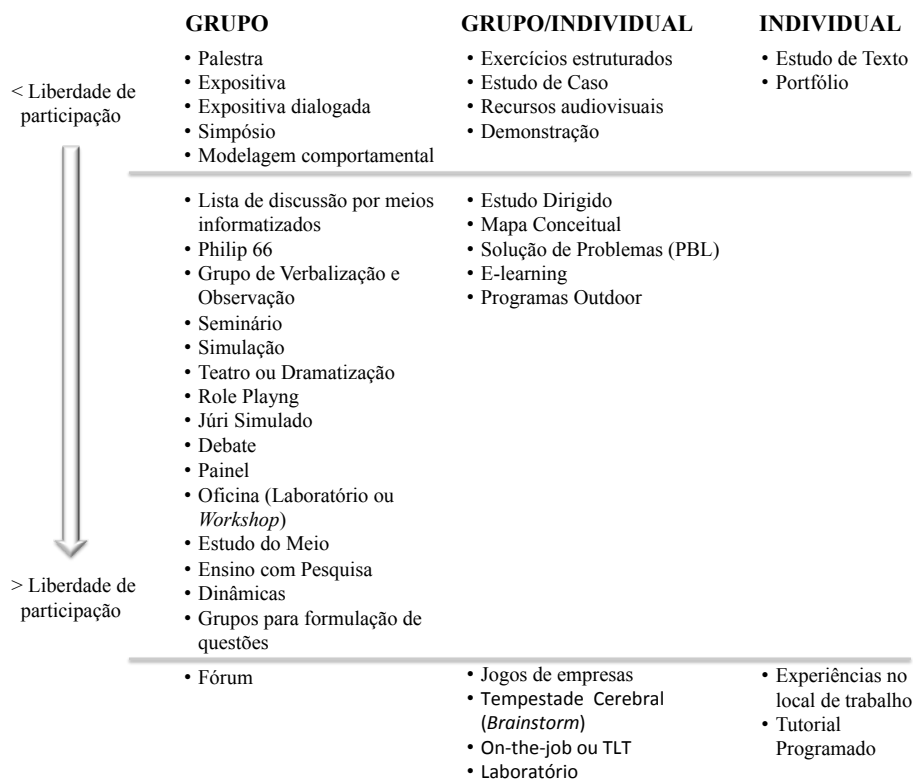 GRUPO
• Palestra
• Expositiva
• Expositiva dialogada
• Simpósio
• Modelagem comportamental
GRUPO/INDIVIDUAL
• Exercícios estruturados
• Estudo de Caso
• Recursos audiovisuais
• Demonstração
INDIVIDUAL
• Estudo de Texto
• Portfólio
< Liberdade de
participação
• Lista de discussão por meios
informatizados
• Philip 66
• Grupo de Verbalização e
Observação
• Seminário
• Simulação
• Teatro ou Dramatização
• Role Playng
• Júri Simulado
• Debate
• Painel
• Oficina (Laboratório ou
Workshop)
• Estudo do Meio
• Ensino com Pesquisa
• Dinâmicas
• Grupos para formulação de
questões
• Estudo Dirigido
• Mapa Conceitual
• Solução de Problemas (PBL)
• E-learning
• Programas Outdoor
> Liberdade de
participação
• Fórum
• Jogos de empresas
• Tempestade Cerebral
(Brainstorm)
• On-the-job ou TLT
• Laboratório
• Experiências no
local de trabalho
• Tutorial
Programado